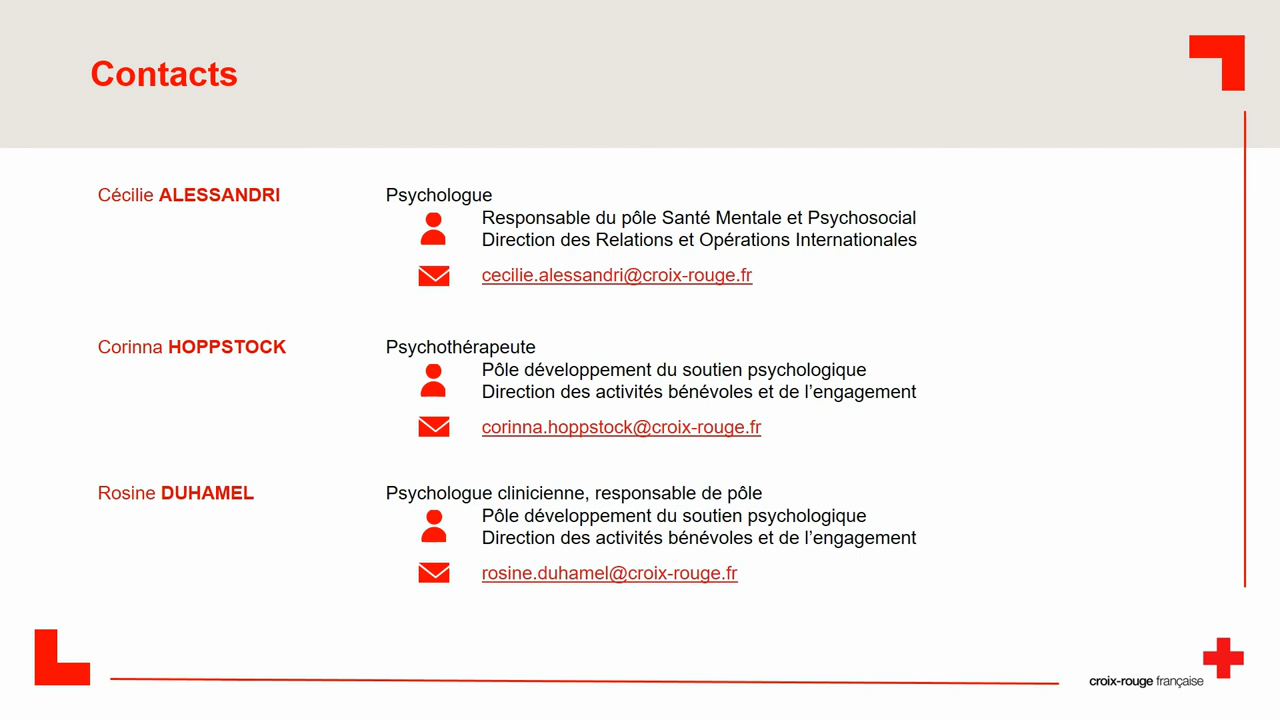 Contacts
Cécilie ALESSANDRI
Psychologue
Responsable du pôle Santé Mentale et Psychosocial
Direction des Relations et Opérations Internationales
cecilie.alessandri@croix-rouge.fr
Corinna HOPPSTOCK
Psychothérapeute
Pôle développement du soutien psychologique
Direction des activités bénévoles et de l’engagement
corinna.hoppstock@croix-rouge.fr
Rosine DUHAMEL
Psychologue clinicienne, responsable de pôle
Pôle développement du soutien psychologique
Direction des activités bénévoles et de l’engagement
rosine.duhamel@croix-rouge.fr
croix-rouge française